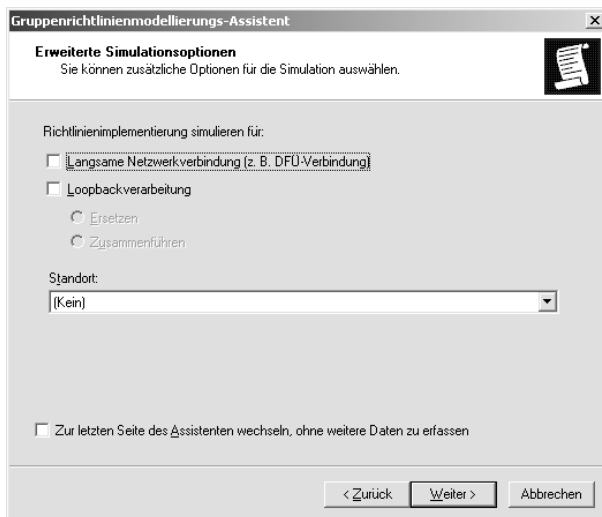 Gruppenrichtlinienmodellierungs-Assistent
Erweiterte Simulationsoptionen
Sie können zusätzliche Optionen für die Simulation auswählen.
Richtlinienimplementierung simulieren für:
Langsame Netzwerkverbindung (z. B. DFÜ-Verbindung)
Loopbackverarbeitung
Ersetzen
Zusammenführen
Standort:
(Kein)
Zur letzten Seite des Assistenten wechseln, ohne weitere Daten zu erfassen
< Zurück
Weiter >
Abbrechen